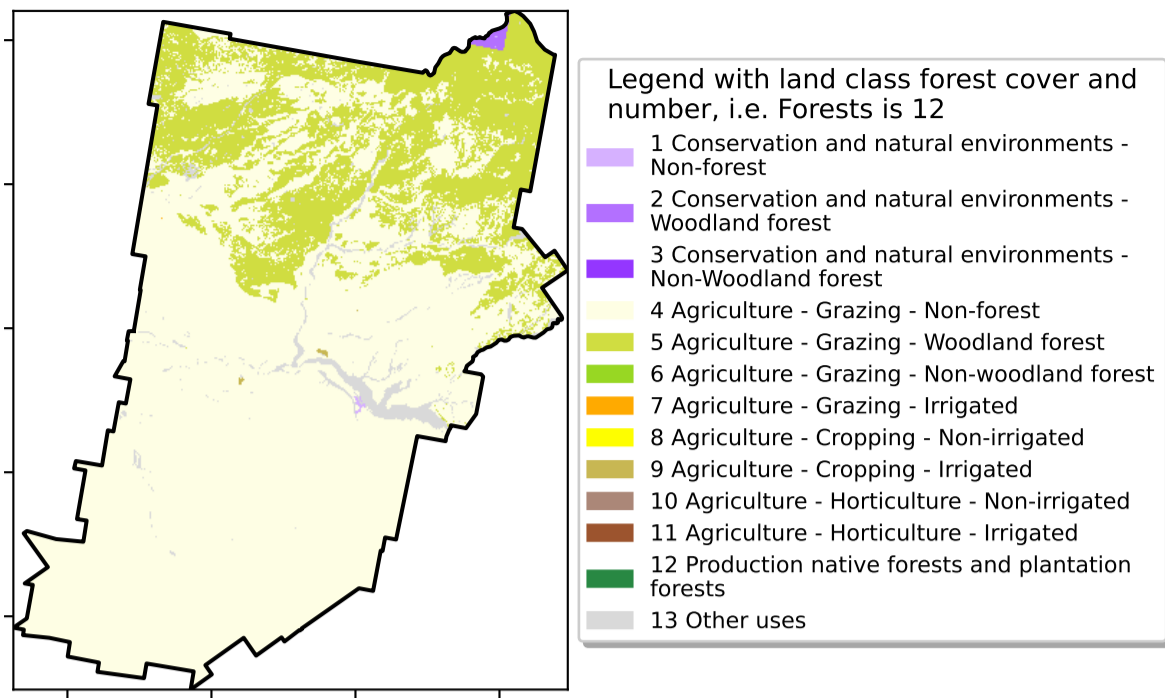 Legend with land class forest cover and
number, i.e. Forests is 12
1 Conservation and natural environments -
Non-forest
2 Conservation and natural environments -
Woodland forest
3 Conservation and natural environments -
Non-Woodland forest
4 Agriculture - Grazing - Non-forest
5 Agriculture - Grazing - Woodland forest
6 Agriculture - Grazing - Non-woodland forest
7 Agriculture - Grazing - Irrigated
8 Agriculture - Cropping - Non-irrigated
9 Agriculture - Cropping - Irrigated
10 Agriculture - Horticulture - Non-irrigated
11 Agriculture - Horticulture - Irrigated
12 Production native forests and plantation
forests
13 Other uses